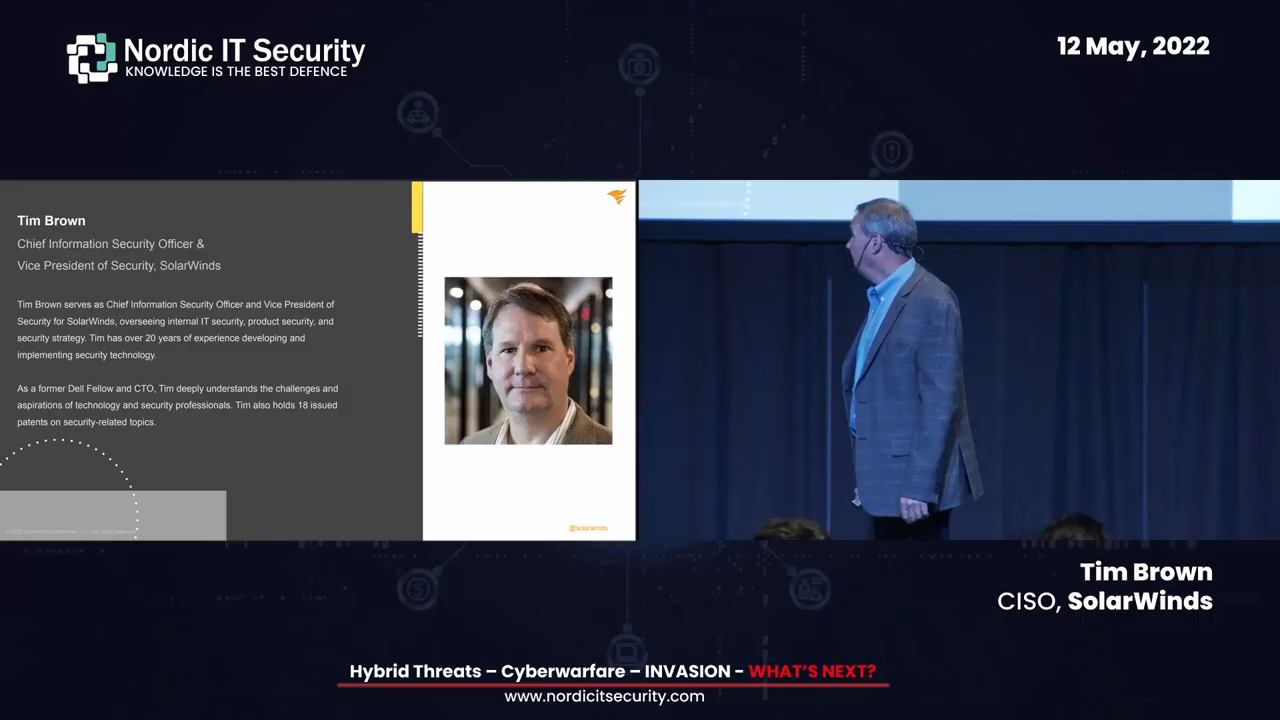 Nordic IT Security
KNOWLEDGE IS THE BEST DEFENCE
12 May, 2022
Tim Brown
Chief Information Security Officer &
Vice President of Security, SolarWinds
Tim Brown serves as Chief Information Security Officer and Vice President of
Security for SolarWinds, overseeing internal IT security, product security, and
security strategy. Tim has over 20 years of experience developing and
implementing security technology.
As a former Dell Fellow and CTO, Tim deeply understands the challenges and
aspirations of technology and security professionals. Tim also holds 18 issued
patents on security-related topics.
@solarwinds
Tim Brown
CISO, SolarWinds
Hybrid Threats – Cyberwarfare – INVASION - WHAT'S NEXT?
www.nordicitsecurity.com